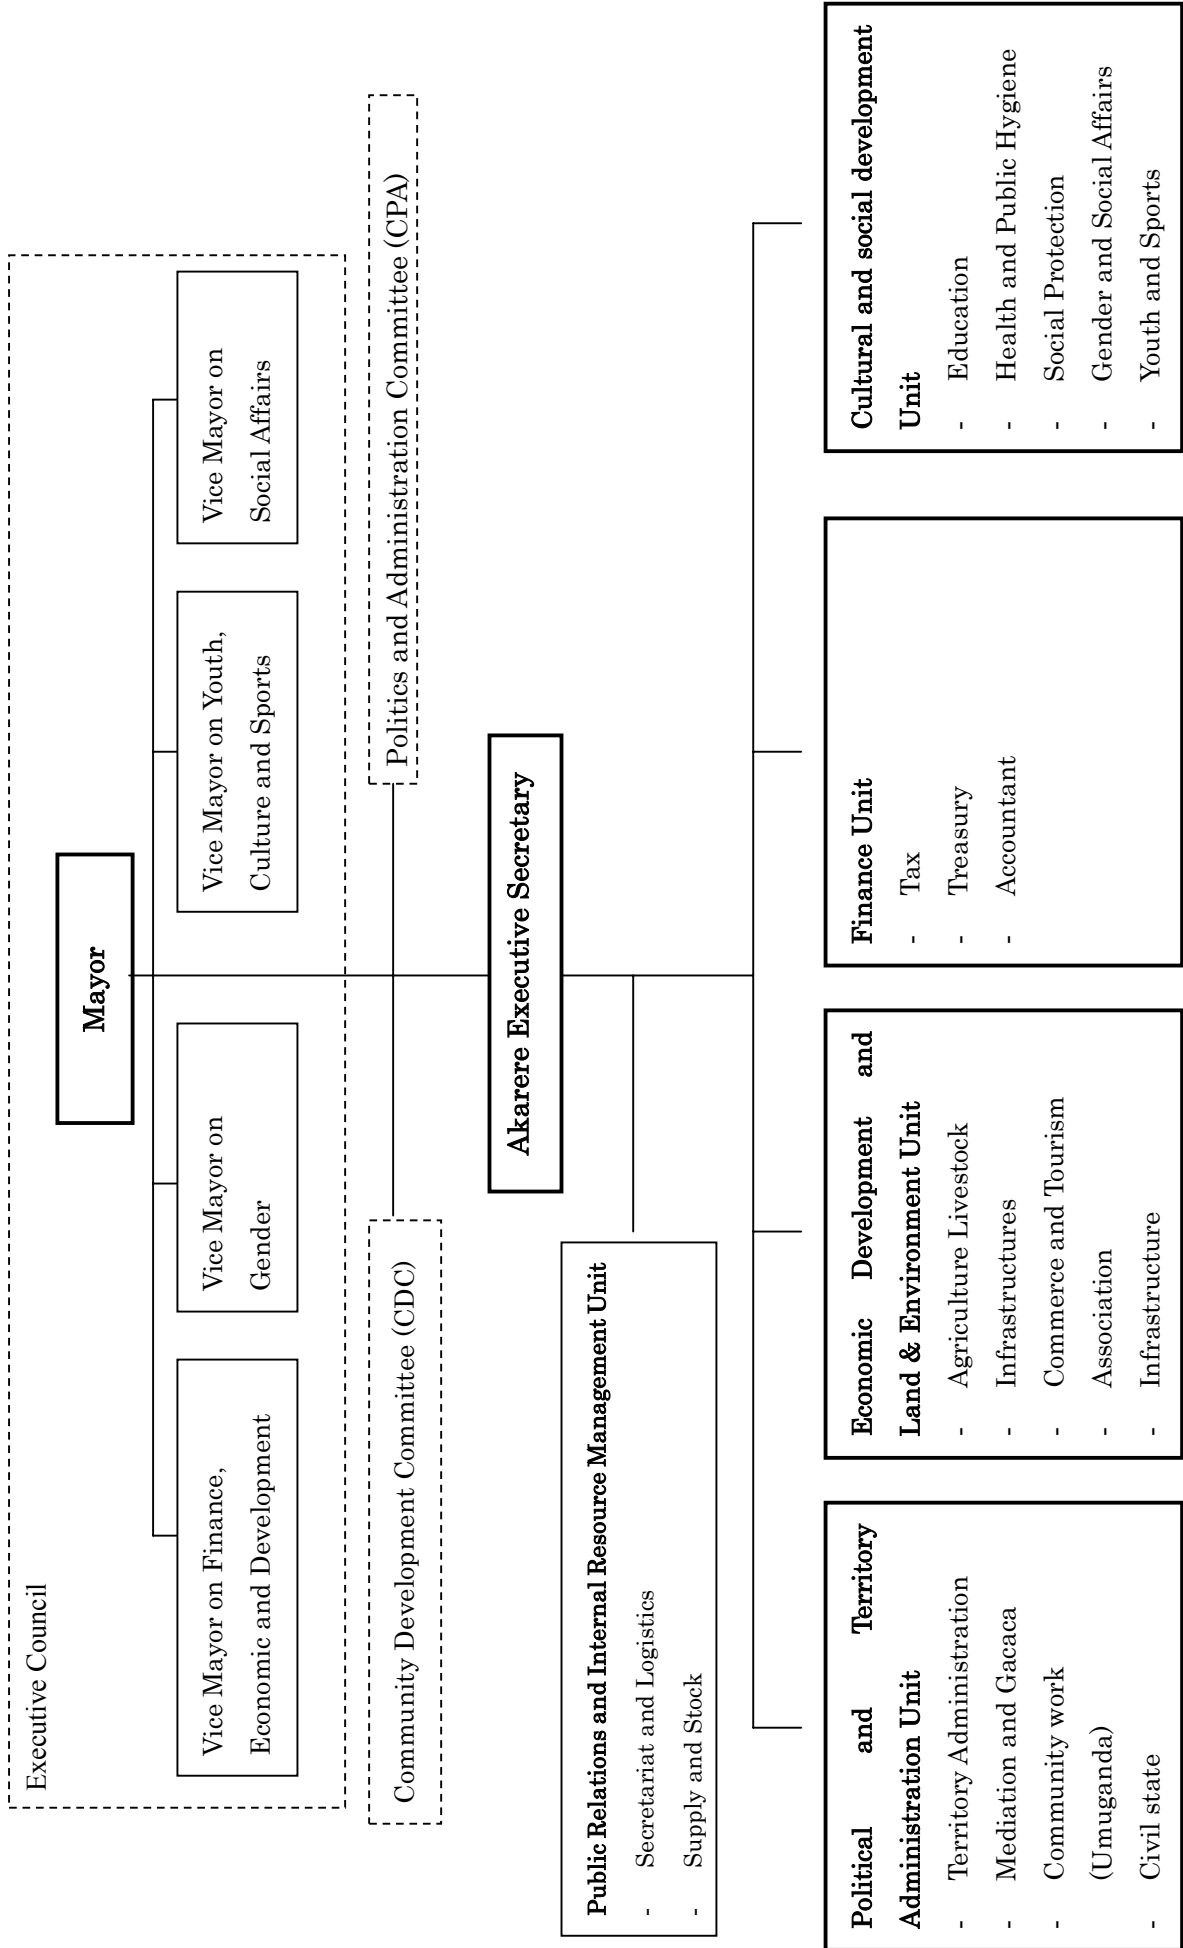 Executive Council
Mayor
Vice Mayor on Finance,
Economic and Development
Vice Mayor on
Gender
Vice Mayor on Youth,
Culture and Sports
Vice Mayor on
Social Affairs
Community Development Committee (CDC)
Politics and Administration Committee (CPA)
Akarere Executive Secretary
Public Relations and Internal Resource Management Unit
- Secretariat and Logistics
- Supply and Stock
Political and Territory
Administration Unit
- Territory Administration
- Mediation and Gacaca
- Community work
(Umuganda)
- Civil state
Economic Development and
Land & Environment Unit
- Agriculture Livestock
- Infrastructures
- Commerce and Tourism
- Association
- Infrastructure
Finance Unit
- Tax
- Treasury
- Accountant
Cultural and social development
Unit
- Education
- Health and Public Hygiene
- Social Protection
- Gender and Social Affairs
- Youth and Sports